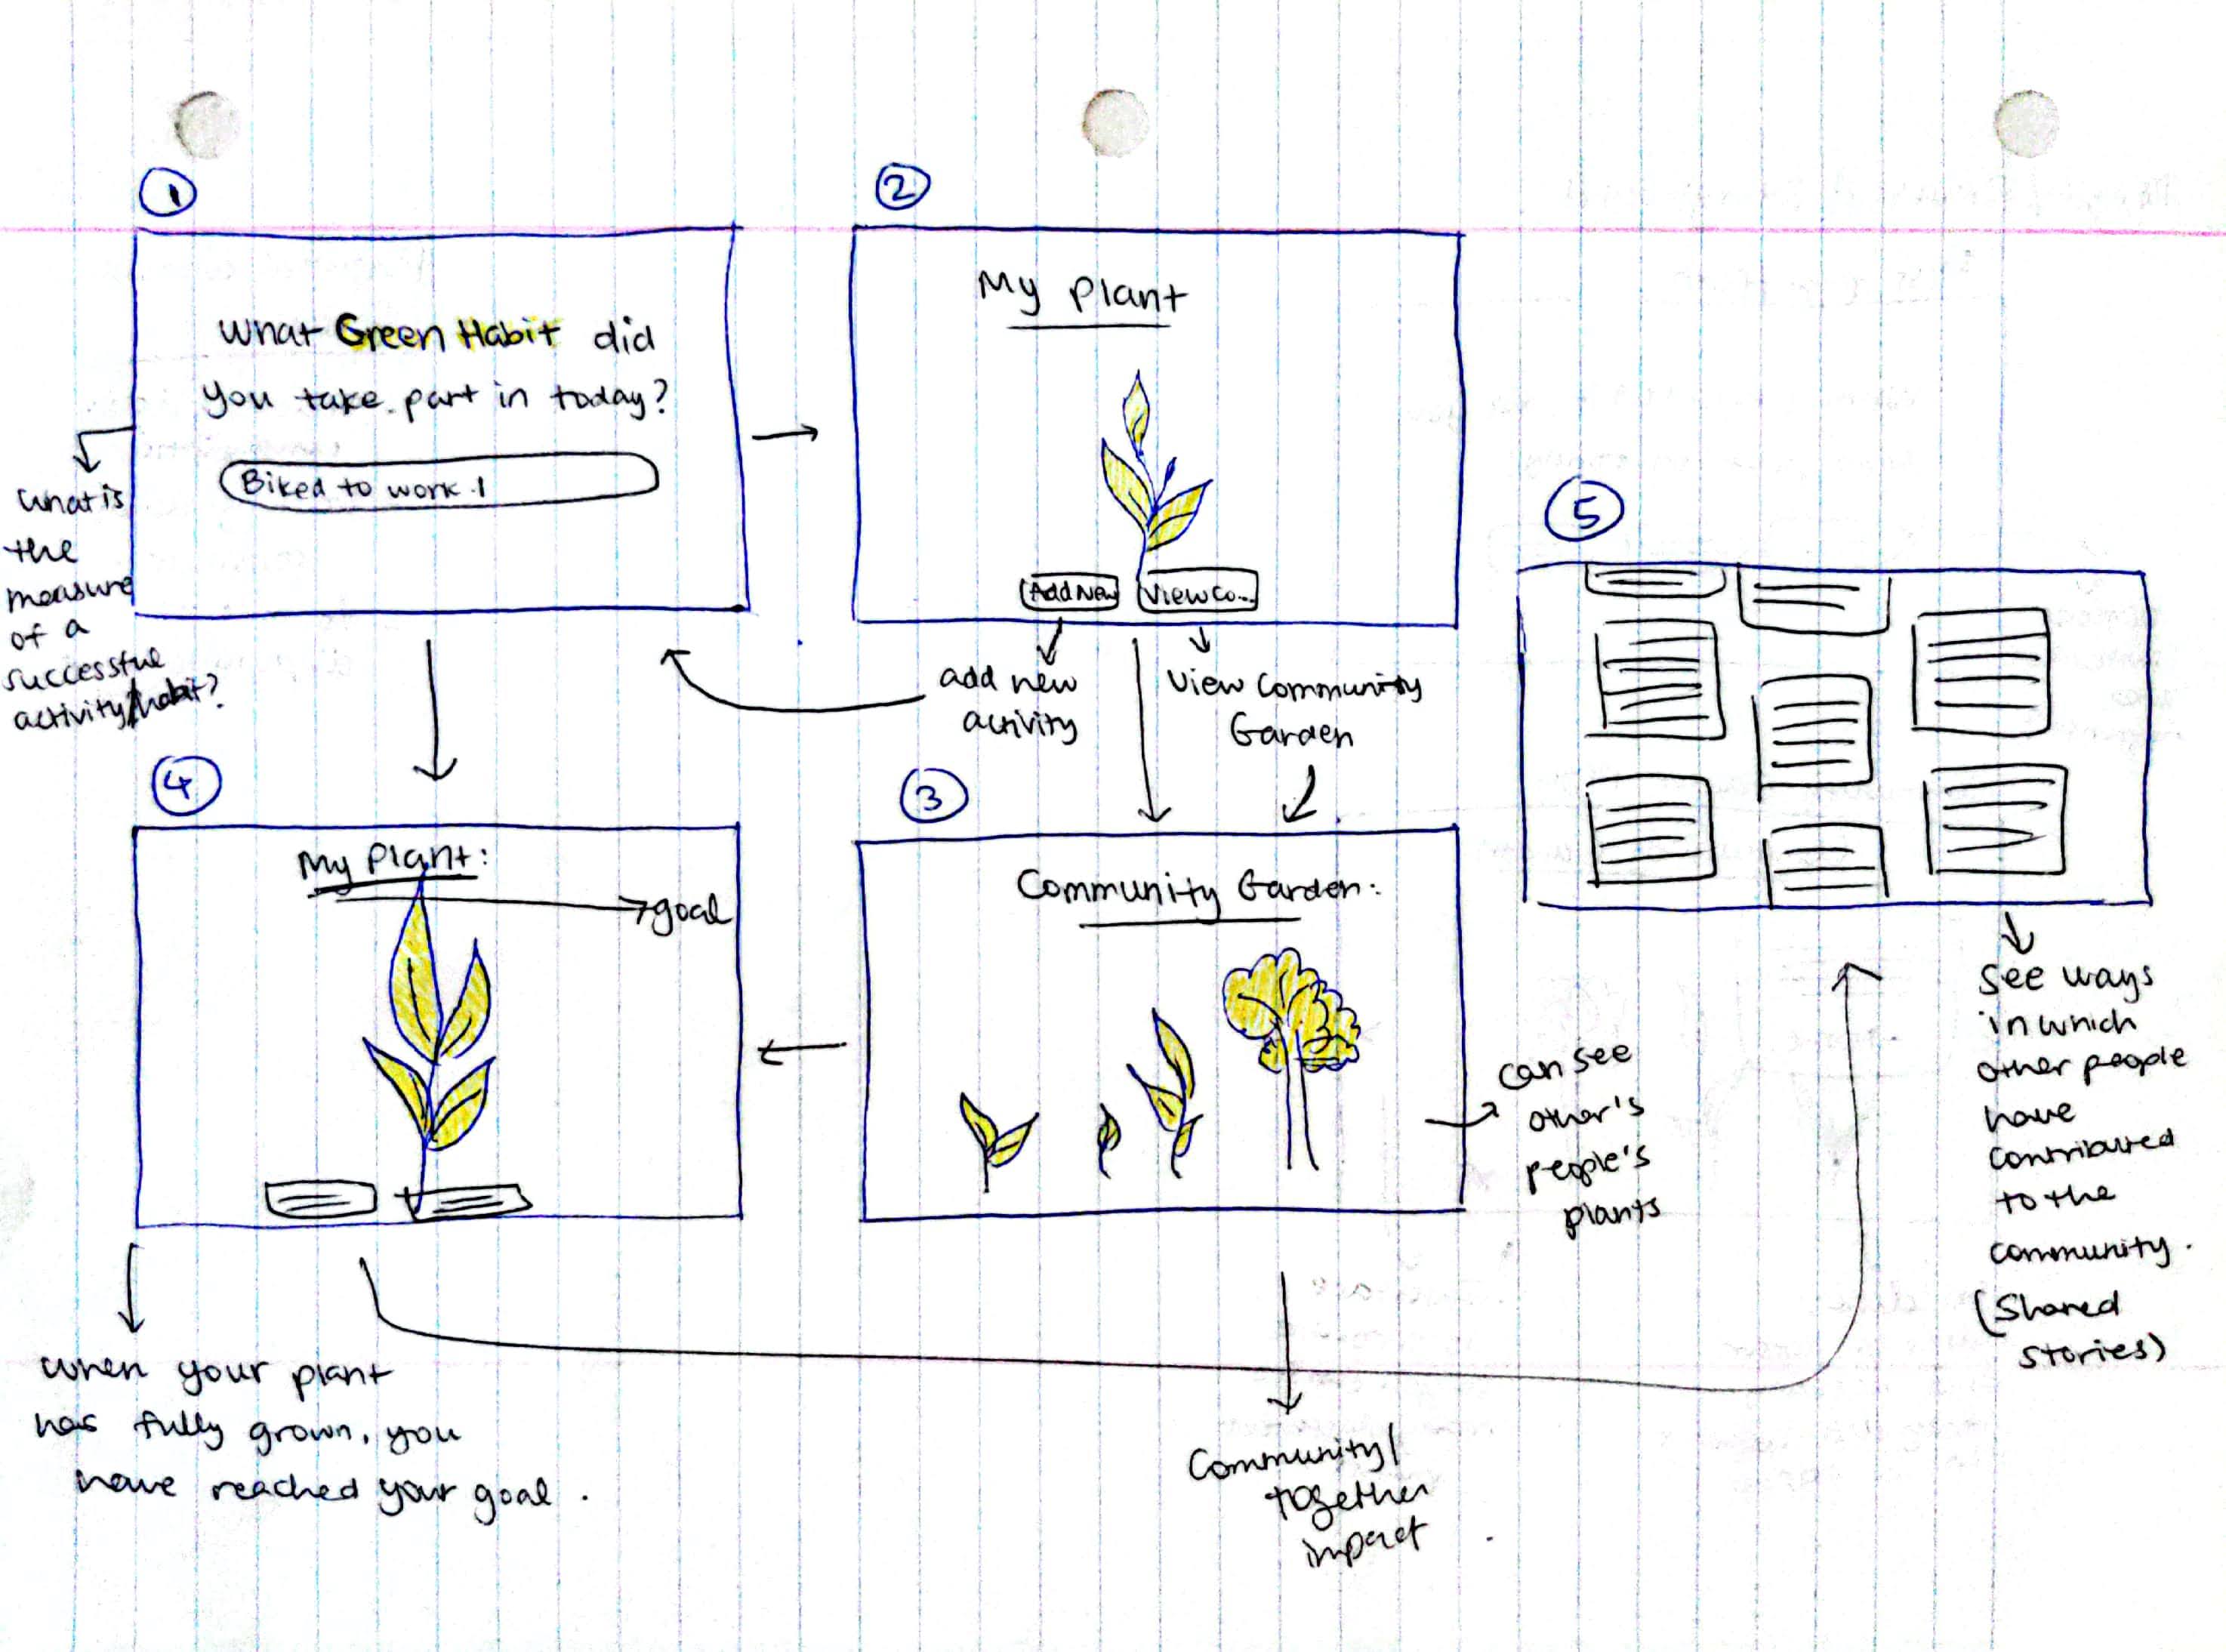 1
What Green Habit did
you take part in today?
Biked to work.
what is
the
measure
of a
successful
activity/habit?
2
My Plant
Add New
View Co...
add new
activity
View Community
Garden
3
Community Garden:
can see
other's
people's
plants
Community/
together
impact
4
My Plant:
goal
when your plant
has fully grown, you
have reached your goal.
5
see ways
in which
other people
have
contributed
to the
community.
(Shared
stories)